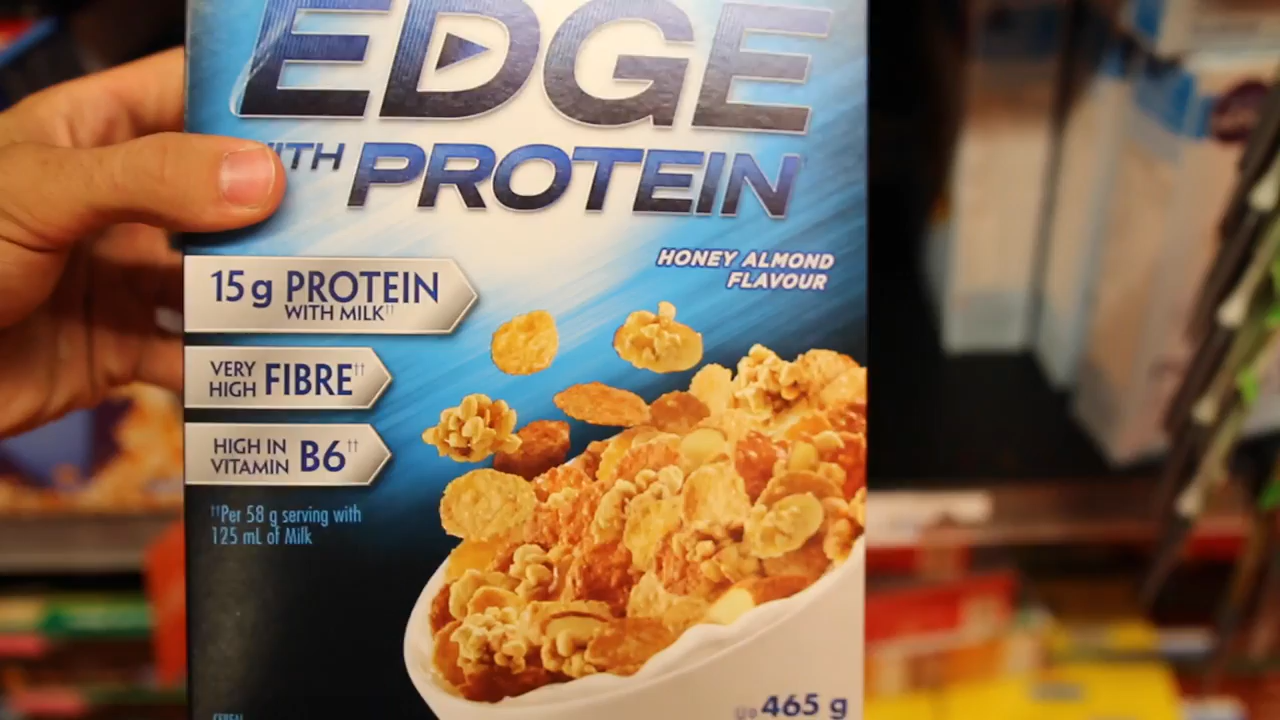 EDGE
WITH PROTEIN
HONEY ALMOND
FLAVOUR
15g PROTEIN
WITH MILK††
VERY
HIGH FIBRE††
HIGH IN
VITAMIN B6††
††Per 58 g serving with
125 mL of Milk
465 g
CEREAL